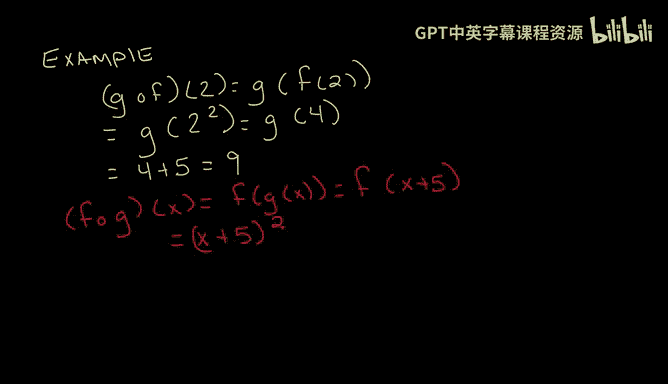 GPT中英字幕课程资源 bilibili
EXAMPLE
(g o f)(2) = g(f(2))
= g(2²) = g(4)
= 4+5 = 9
(f o g)(x) = f(g(x)) = f(x+5)
= (x+5)²